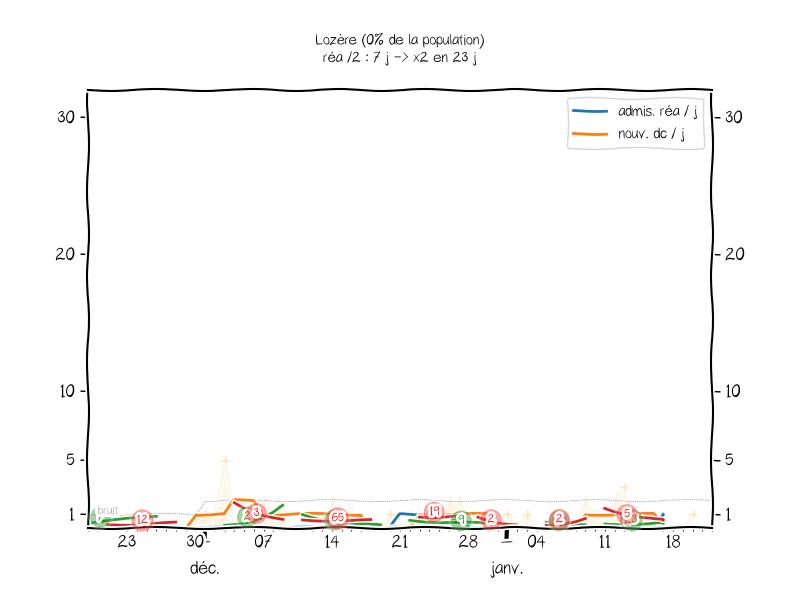 Lozère (0% de la population)
réa /2 : 7 j -> x2 en 23 j
admis. réa / j
nouv. dc / j
30 30
20 20
10 10
5 5
1 1
bruit
12 2 3 65 19 9 2 2 5
23 30 07 14 21 28 04 11 18
déc. janv.